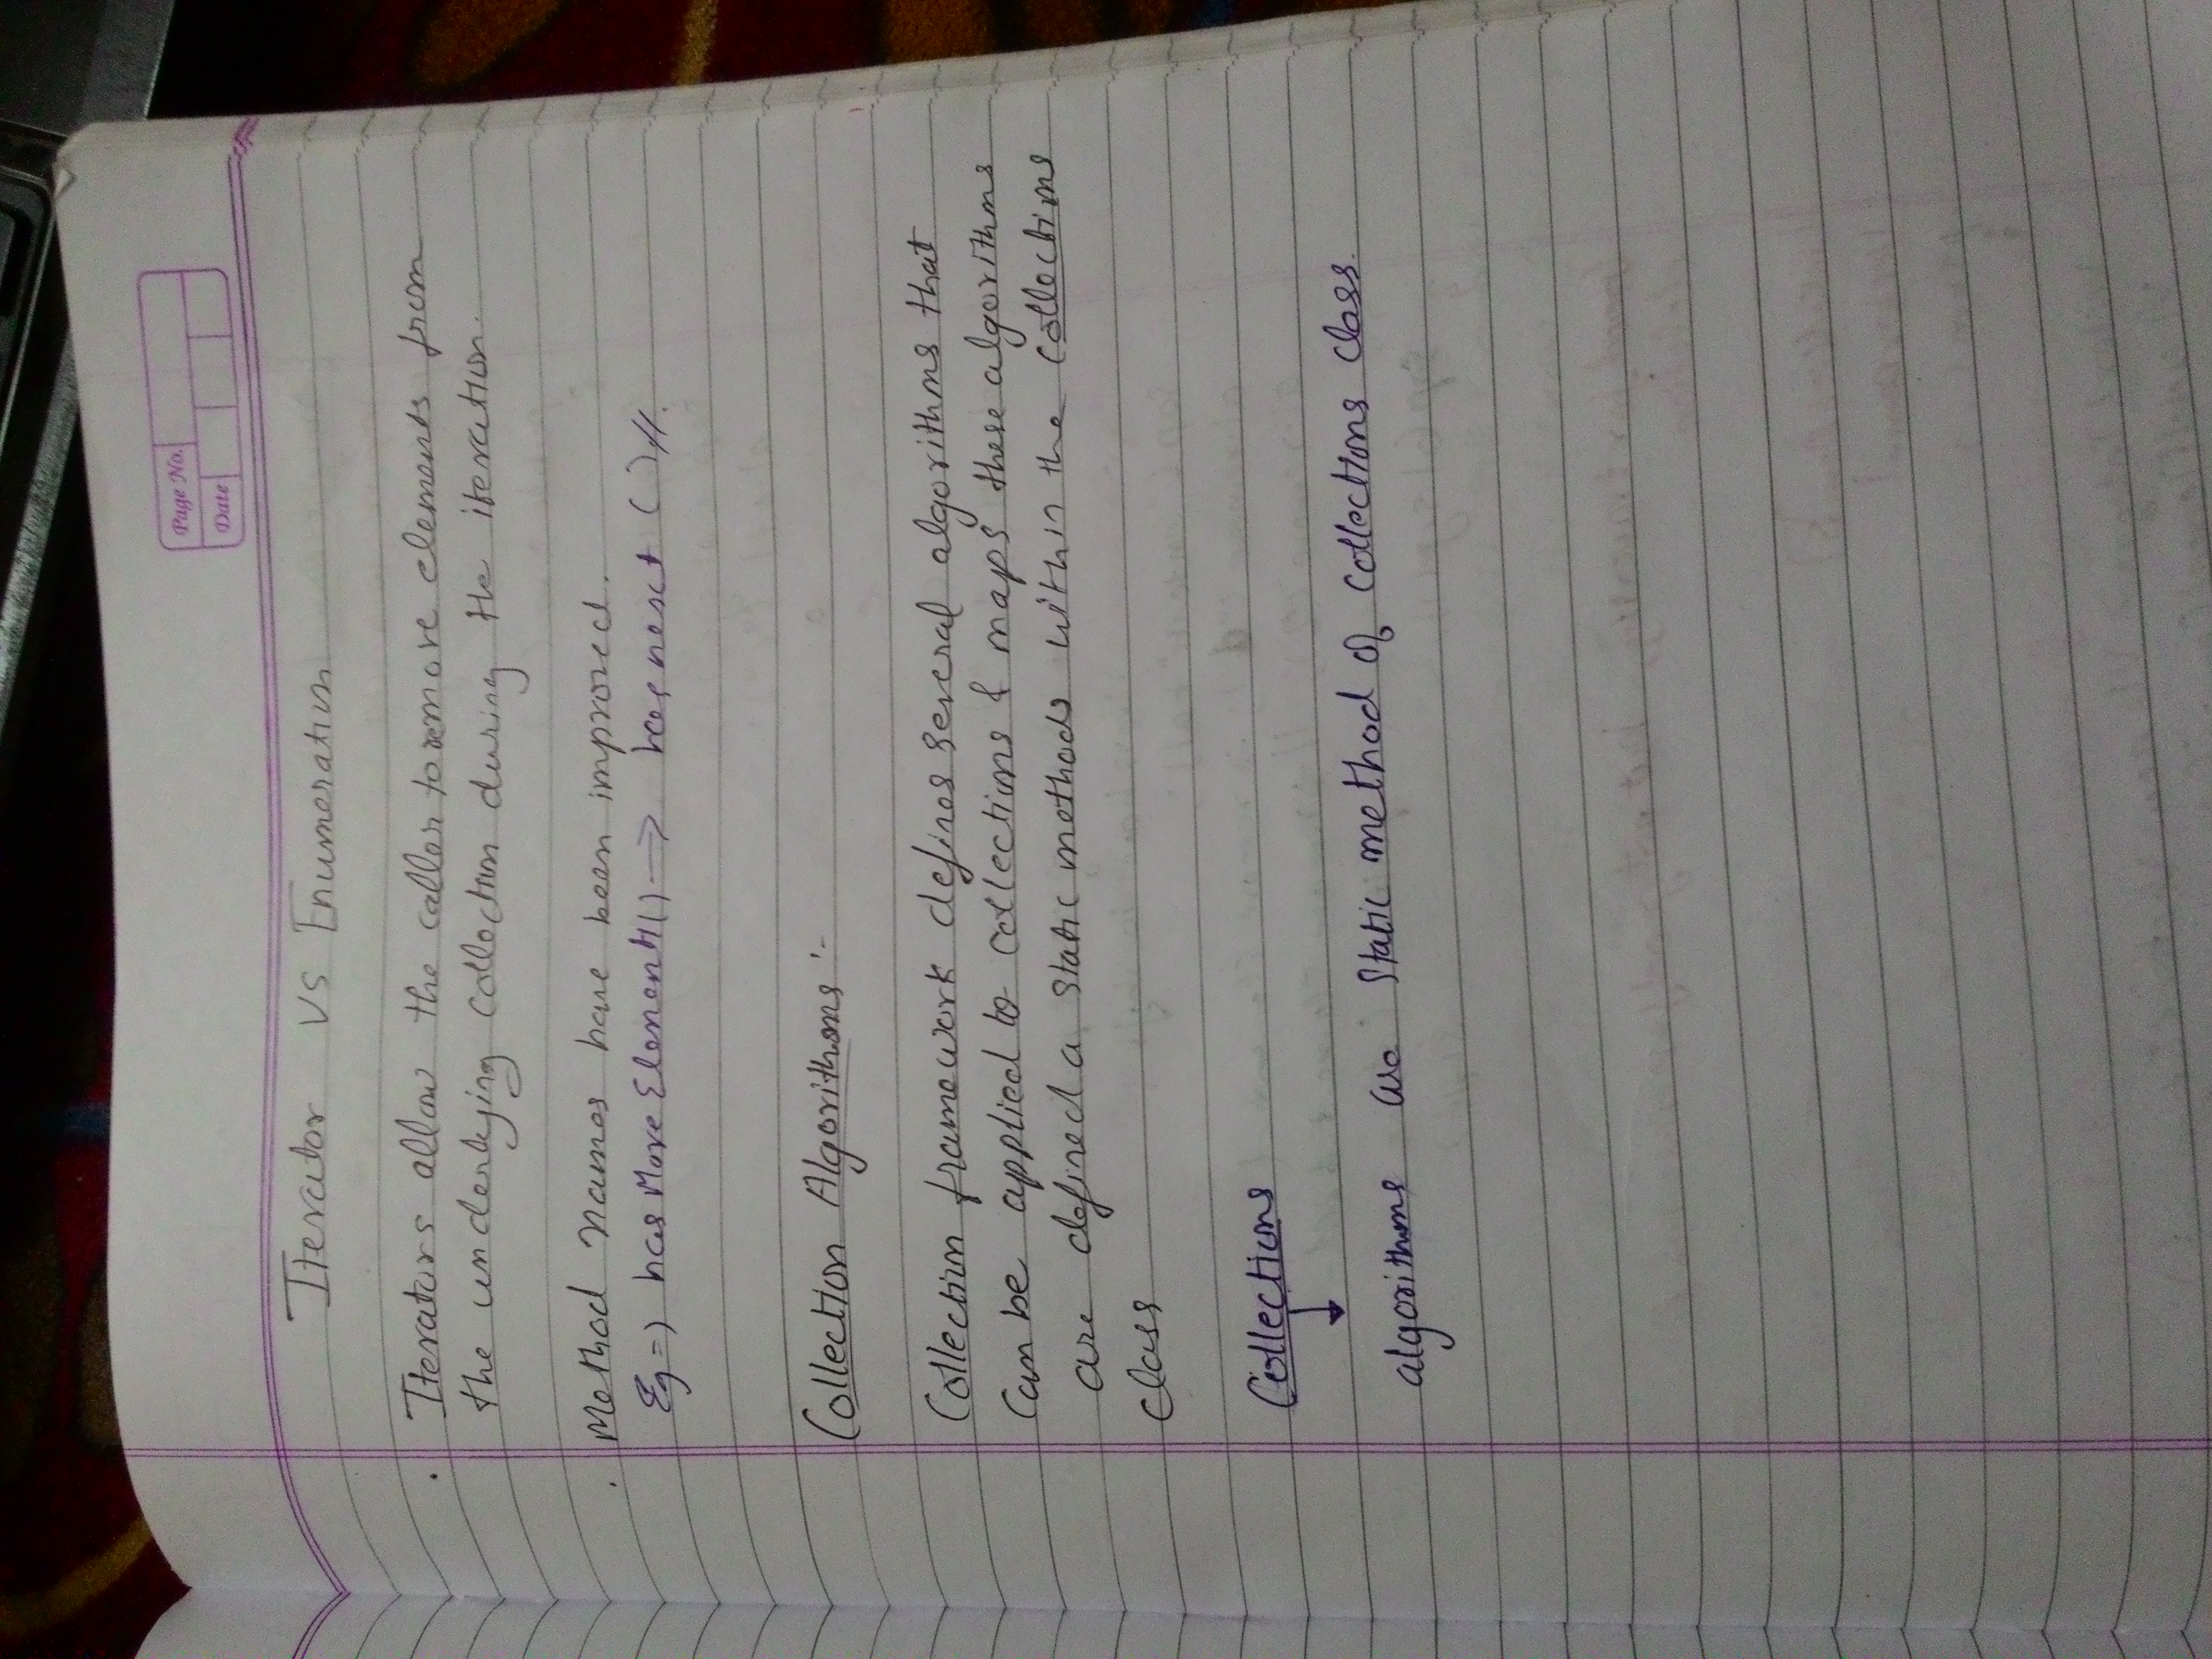 Page No.
Date
Iterator VS Enumeration
. Iterators allow the caller to remove elements from
the underlying collection during the iteration.
. Method names have been improved.
Eg => hasMoreElement() -> hasnext ( ) //.
Collection Algorithms :-
Collection framework defines several algorithms that
Can be applied to collections & maps these algorithms
are defined a static methods within the Collections
class
Collections
↓
algorithms are Static method of Collections Class.